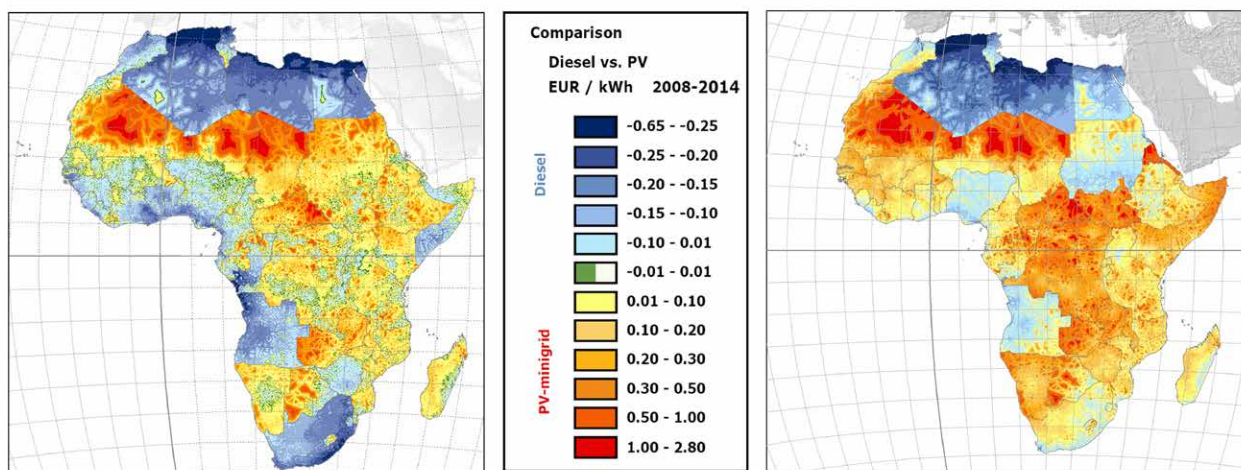 Comparison
Diesel vs. PV
EUR / kWh 2008-2014
Diesel
-0.65 - -0.25
-0.25 - -0.20
-0.20 - -0.15
-0.15 - -0.10
-0.10 - 0.01
-0.01 - 0.01
PV-minigrid
0.01 - 0.10
0.10 - 0.20
0.20 - 0.30
0.30 - 0.50
0.50 - 1.00
1.00 - 2.80